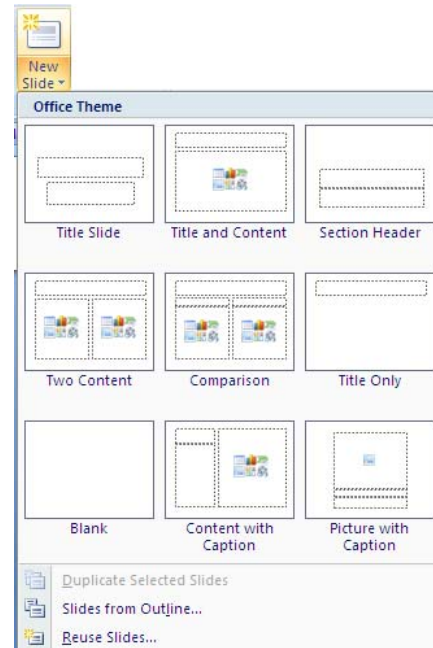 New
Slide
Office Theme
Title Slide
Title and Content
Section Header
Two Content
Comparison
Title Only
Blank
Content with
Caption
Picture with
Caption
Duplicate Selected Slides
Slides from Outline...
Reuse Slides...